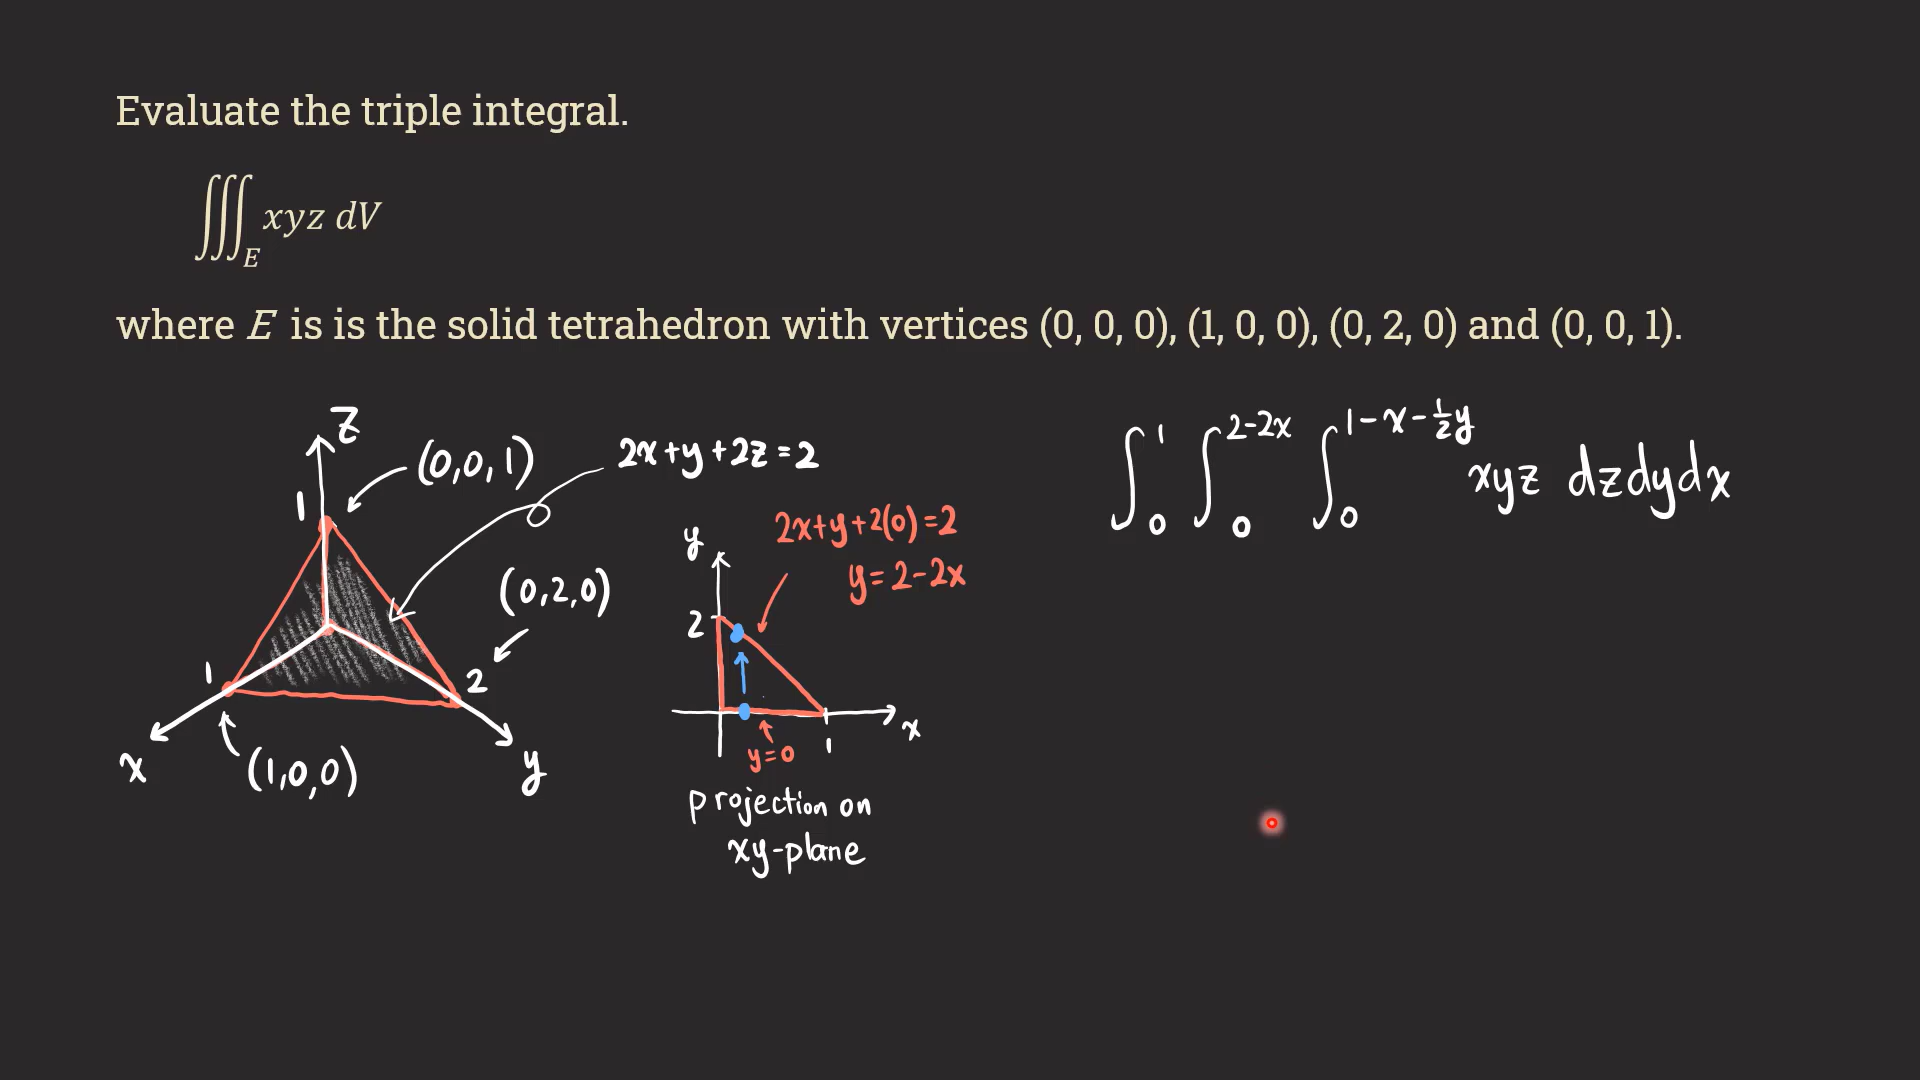 Evaluate the triple integral.
∭_E xyz dV
where E is is the solid tetrahedron with vertices (0, 0, 0), (1, 0, 0), (0, 2, 0) and (0, 0, 1).
z
(0,0,1)
1
2x+y+2z=2
(0,2,0)
1
2
x
(1,0,0)
y
y
2x+y+2(0)=2
y=2-2x
2
x
y=0
1
projection on
xy-plane
∫_0^1 ∫_0^{2-2x} ∫_0^{1-x-½y} xyz dzdydx